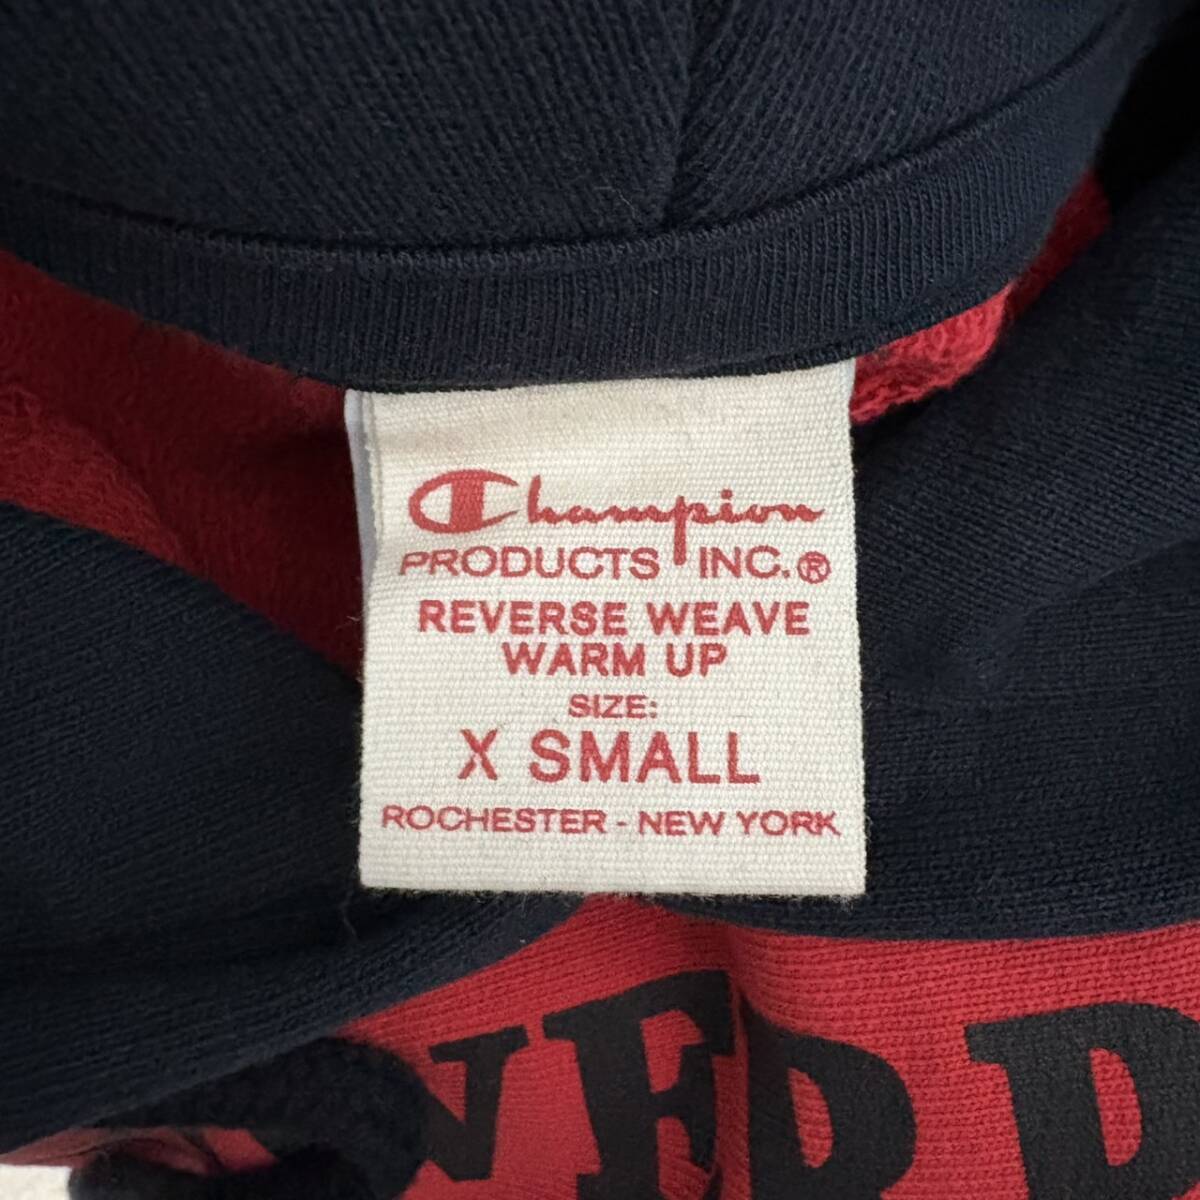 Champion
PRODUCTS INC.®
REVERSE WEAVE
WARM UP
SIZE:
X SMALL
ROCHESTER - NEW YORK